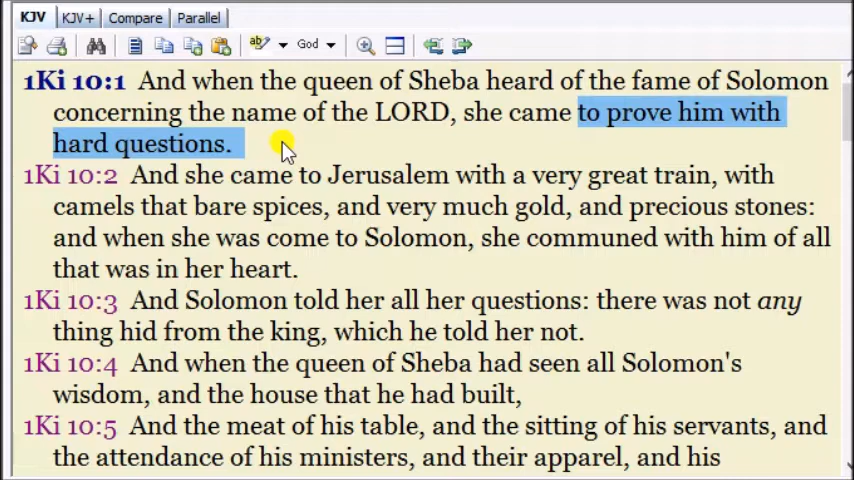 KJV KJV+ Compare Parallel
God
1Ki 10:1 And when the queen of Sheba heard of the fame of Solomon
concerning the name of the LORD, she came to prove him with
hard questions.
1Ki 10:2 And she came to Jerusalem with a very great train, with
camels that bare spices, and very much gold, and precious stones:
and when she was come to Solomon, she communed with him of all
that was in her heart.
1Ki 10:3 And Solomon told her all her questions: there was not any
thing hid from the king, which he told her not.
1Ki 10:4 And when the queen of Sheba had seen all Solomon's
wisdom, and the house that he had built,
1Ki 10:5 And the meat of his table, and the sitting of his servants, and
the attendance of his ministers, and their apparel, and his